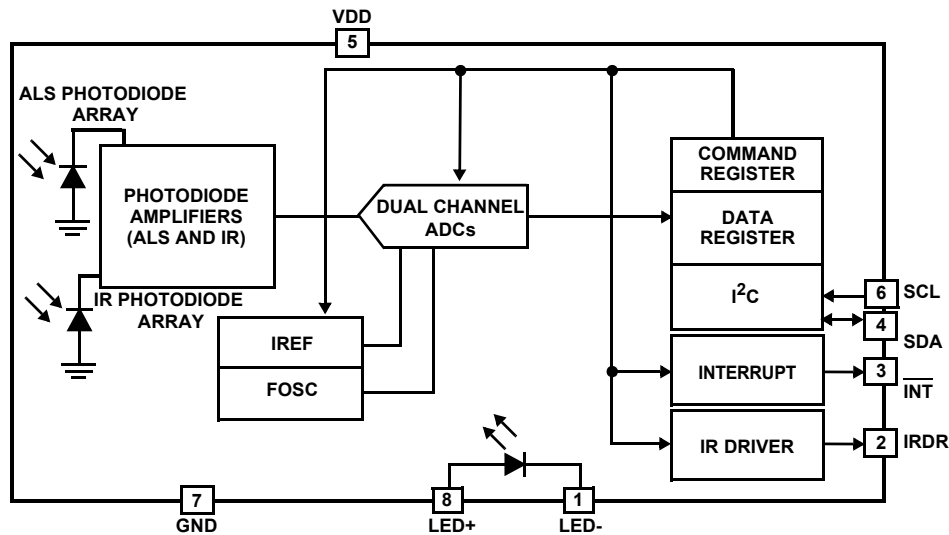 VDD
5
ALS PHOTODIODE
ARRAY
PHOTODIODE
AMPLIFIERS
(ALS AND IR)
IR PHOTODIODE
ARRAY
DUAL CHANNEL
ADCs
IREF
FOSC
COMMAND
REGISTER
DATA
REGISTER
I²C
INTERRUPT
IR DRIVER
6 SCL
4
SDA
3
INT
2 IRDR
7
GND
8
LED+
1
LED-